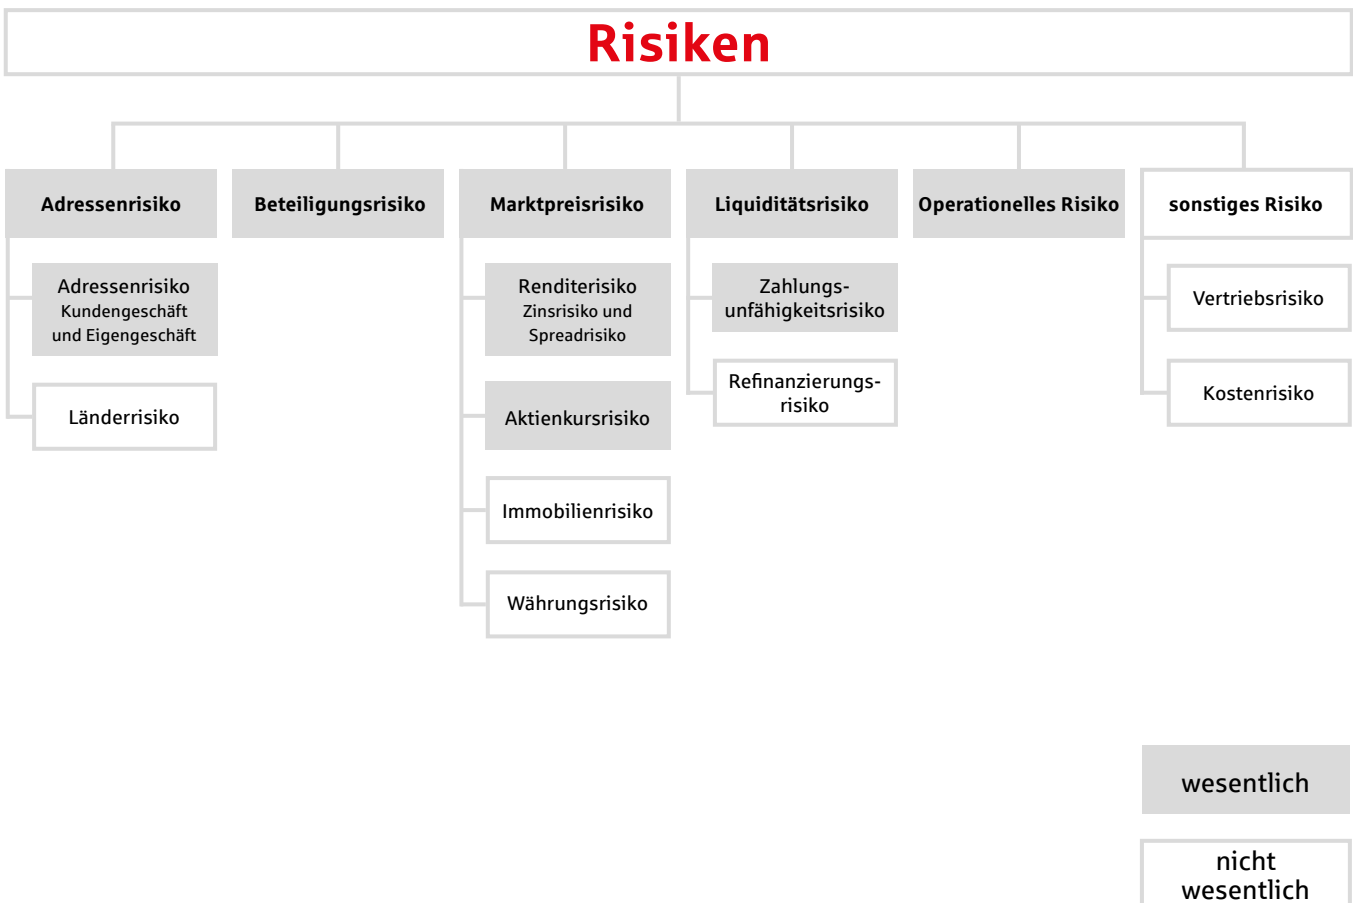 Risiken
Adressenrisiko
Beteiligungsrisiko
Marktpreisrisiko
Liquiditätsrisiko
Operationelles Risiko
sonstiges Risiko
Adressenrisiko
Kundengeschäft
und Eigengeschäft
Länderrisiko
Renditerisiko
Zinsrisiko und
Spreadrisiko
Aktienkursrisiko
Immobilienrisiko
Währungsrisiko
Zahlungs-
unfähigkeitsrisiko
Refinanzierungs-
risiko
Vertriebsrisiko
Kostenrisiko
wesentlich
nicht
wesentlich